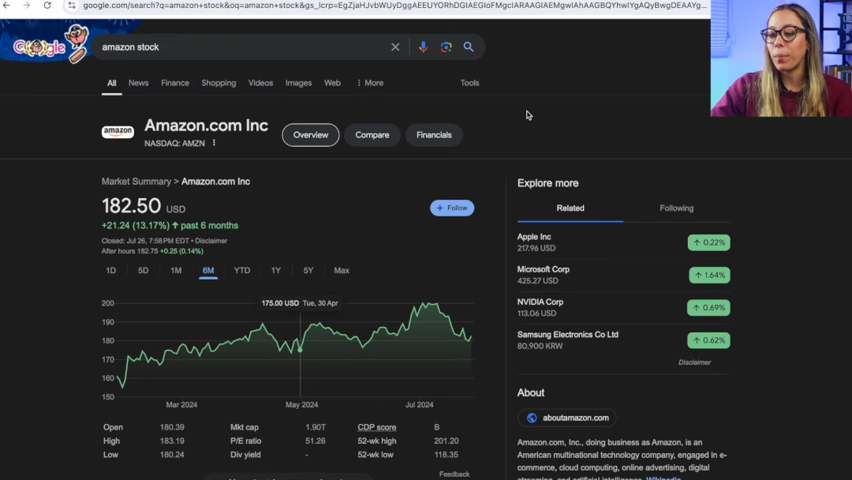 google.com/search?q=amazon+stock&oq=amazon+stock&gs_lcrp=
Google
amazon stock
All News Finance Shopping Videos Images Web More Tools
amazon
Amazon.com Inc
NASDAQ: AMZN
Overview Compare Financials
Market Summary > Amazon.com Inc
182.50 USD
+ Follow
+21.24 (13.17%) ↑ past 6 months
Closed: Jul 26, 7:58 PM EDT • Disclaimer
After hours 182.75 +0.25 (0.14%)
1D 5D 1M 6M YTD 1Y 5Y Max
175.00 USD Tue, 30 Apr
200
190
180
170
160
150
Mar 2024 May 2024 Jul 2024
Open 180.39 Mkt cap 1.90T CDP score B
High 183.19 P/E ratio 51.26 52-wk high 201.20
Low 180.24 Div yield - 52-wk low 118.35
Feedback
Explore more
Related Following
Apple Inc
217.96 USD
↑ 0.22%
Microsoft Corp
425.27 USD
↑ 1.64%
NVIDIA Corp
113.06 USD
↑ 0.69%
Samsung Electronics Co Ltd
80,900 KRW
↑ 0.62%
Disclaimer
About
aboutamazon.com
Amazon.com, Inc., doing business as Amazon, is an
American multinational technology company, engaged in e-
commerce, cloud computing, online advertising, digital
streaming, and artificial intelligence. Wikipedia